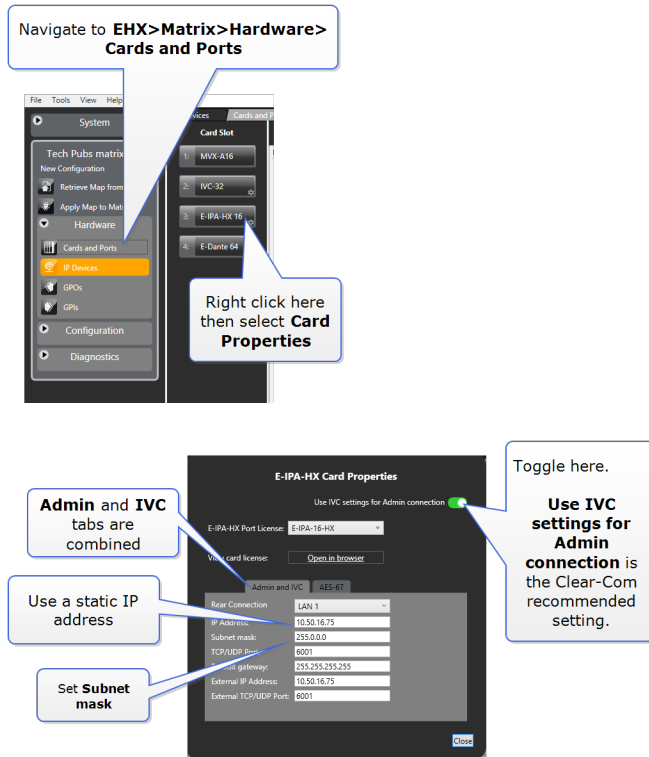 Navigate to EHX>Matrix>Hardware>
Cards and Ports
File Tools View Help
System
Cards and P
Card Slot
Tech Pubs matrix
New Configuration
1: MVX-A16
Retrieve Map from
2: IVC-32
Apply Map to
Hardware
3: E-IPA-HX 16
Cards and Ports
4: E-Dante 64
IP Devices
GPOs
GPIs
Configuration
Diagnostics
Right click here
then select Card
Properties
E-IPA-HX Card Properties
Use IVC settings for Admin connection
E-IPA-HX Port License: E-IPA-16-HX
card license: Open in browser
Admin and IVC AES-67
Rear Connection LAN 1
IP Address: 10.50.16.75
Subnet mask: 255.0.0.0
TCP/UDP Port: 6001
gateway: 255.255.255.255
External IP Address: 10.50.16.75
External TCP/UDP Port: 6001
Close
Admin and IVC
tabs are
combined
Use a static IP
address
Set Subnet
mask
Toggle here.
Use IVC
settings for
Admin
connection is
the Clear-Com
recommended
setting.